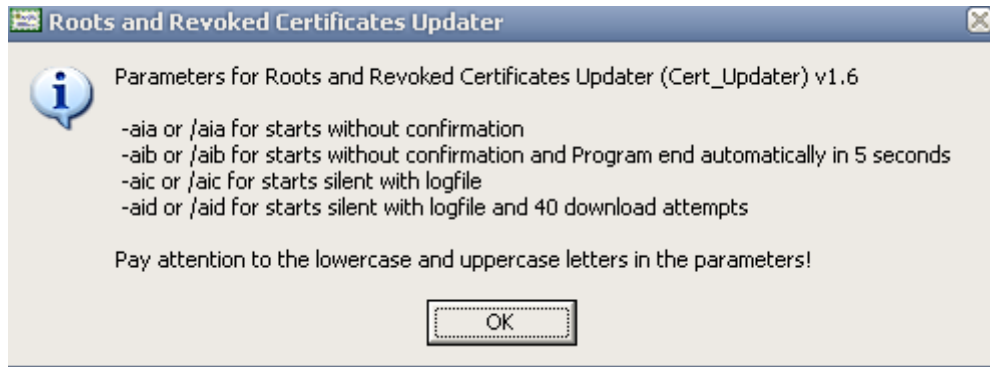 Roots and Revoked Certificates Updater
Parameters for Roots and Revoked Certificates Updater (Cert_Updater) v1.6
-aia or /aia for starts without confirmation
-aib or /aib for starts without confirmation and Program end automatically in 5 seconds
-aic or /aic for starts silent with logfile
-aid or /aid for starts silent with logfile and 40 download attempts
Pay attention to the lowercase and uppercase letters in the parameters!
OK